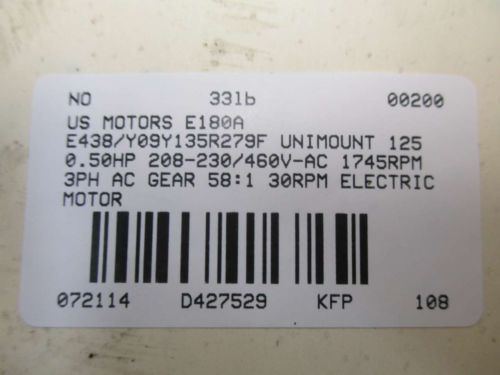 NO 33lb 00200
US MOTORS E180A
E438/Y09Y135R279F UNIMOUNT 125
0.50HP 208-230/460V-AC 1745RPM
3PH AC GEAR 58:1 30RPM ELECTRIC
MOTOR
072114 D427529 KFP 108